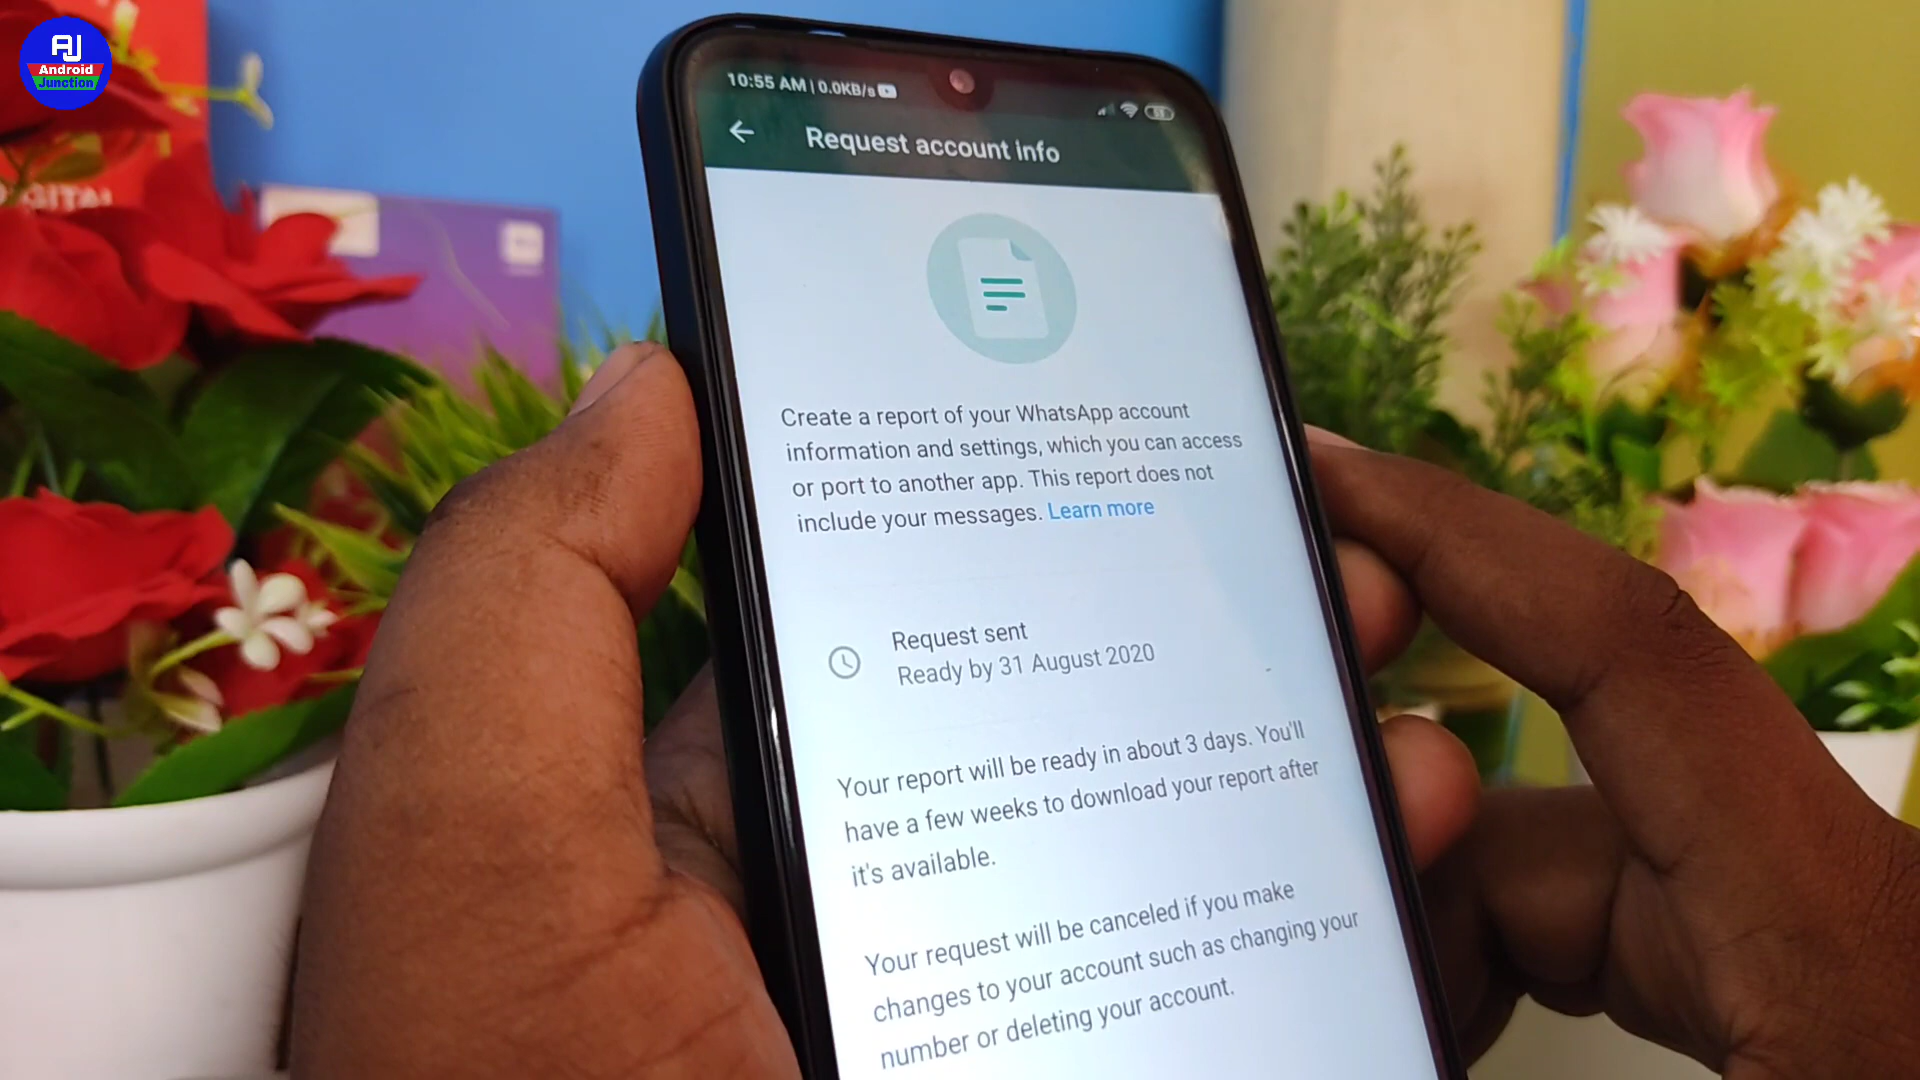 AJ
Android
Junction
DIGITAL
10:55 AM | 0.0KB/s
Request account info
Create a report of your WhatsApp account
information and settings, which you can access
or port to another app. This report does not
include your messages. Learn more
Request sent
Ready by 31 August 2020
Your report will be ready in about 3 days. You'll
have a few weeks to download your report after
it's available.
Your request will be canceled if you make
changes to your account such as changing your
number or deleting your account.